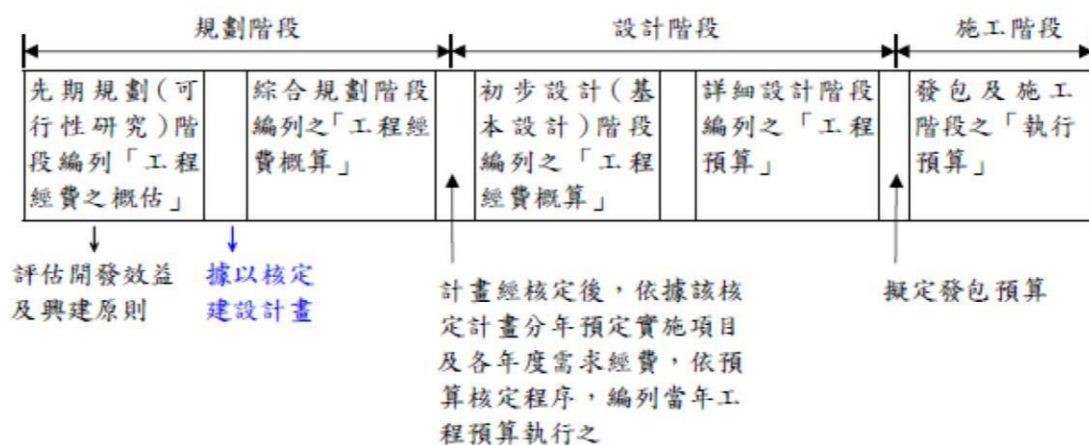 規劃階段
設計階段
施工階段
先期規劃(可
行性研究)階
段編列「工程
經費之概估」
綜合規劃階段
編列之「工程經
費概算」
初步設計(基
本設計)階段
編列之「工程
經費概算」
詳細設計階段
編列之「工程
預算」
發包及施工
階段之「執行
預算」
評估開發效益
及興建原則
據以核定
建設計畫
計畫經核定後，依據該核
定計畫分年預定實施項目
及各年度需求經費，依預
算核定程序，編列當年工
程預算執行之
擬定發包預算